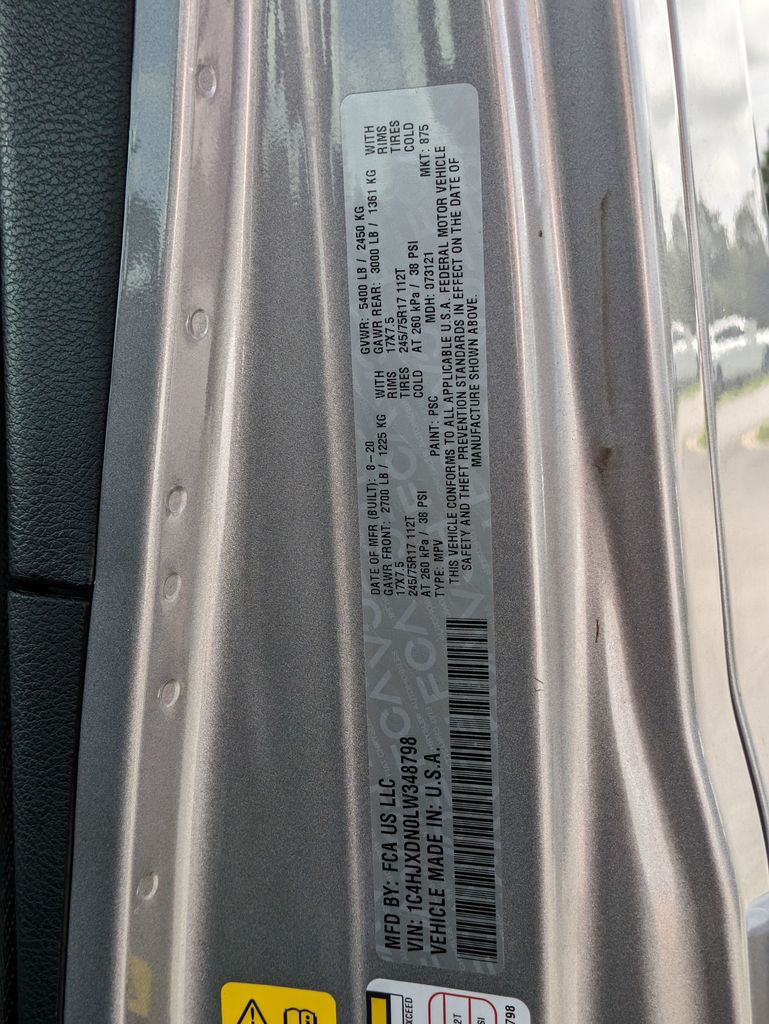 MFD BY: FCA US LLC
VIN: 1C4HJXDN0LW348798
VEHICLE MADE IN: U.S.A.
DATE OF MFR (BUILT): 8-20 GVWR: 5400 LB / 2450 KG
GAWR FRONT: 2700 LB / 1225 KG WITH GAWR REAR: 3000 LB / 1361 KG WITH
17X7.5 RIMS 17X7.5 RIMS
245/75R17 112T TIRES 245/75R17 112T TIRES
AT 260 kPa / 38 PSI COLD AT 260 kPa / 38 PSI COLD
TYPE: MPV PAINT: PSC MDH: 073121 MKT: 875
THIS VEHICLE CONFORMS TO ALL APPLICABLE U.S.A. FEDERAL MOTOR VEHICLE
SAFETY AND THEFT PREVENTION STANDARDS IN EFFECT ON THE DATE OF
MANUFACTURE SHOWN ABOVE.
EXCEED
2T
SI
798